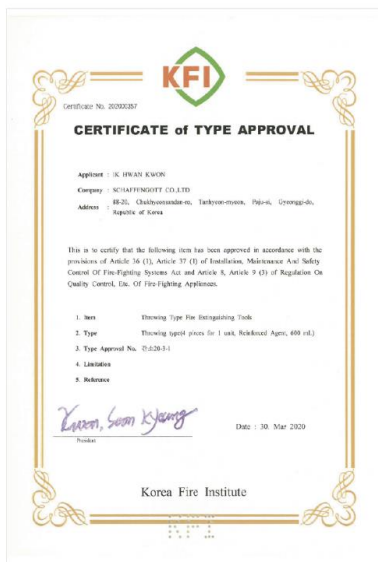 KFI
Certificate No. 202000357
CERTIFICATE of TYPE APPROVAL
Applicant : IK HWAN KWON
Company : SCHAFFENGOTT CO.,LTD
Address : 88-20, Chukhyeonsandan-ro, Tanhyeon-myeon, Paju-si, Gyeonggi-do,
Republic of Korea
This is to certify that the following item has been approved in accordance with the
provisions of Article 36 (1), Article 37 (1) of Installation, Maintenance And Safety
Control Of Fire-Fighting Systems Act and Article 8, Article 9 (3) of Regulation On
Quality Control, Etc. Of Fire-Fighting Appliances.
1. Item Throwing Type Fire Extinguishing Tools
2. Type Throwing type(4 pieces for 1 unit, Reinforced Agent, 600 mL)
3. Type Approval No. 20-3-1
4. Limitation
5. Reference
Kwon, Soon Kyoung
President
Date : 30. Mar 2020
Korea Fire Institute